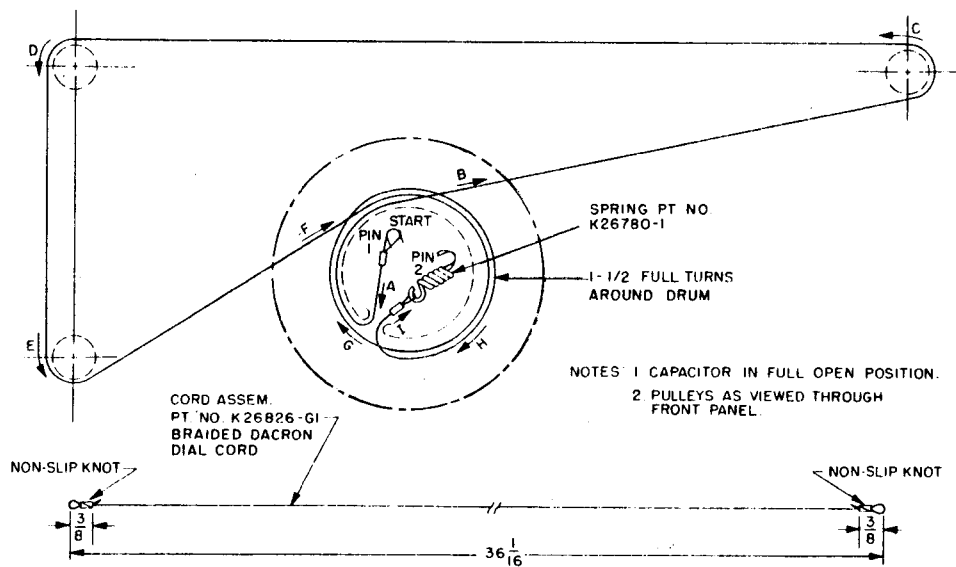 D
C
B
F
START
PIN
1
PIN
2
A
I
G
H
E
SPRING PT NO.
K26780-1
1-1/2 FULL TURNS
AROUND DRUM
NOTES: 1 CAPACITOR IN FULL OPEN POSITION.
2. PULLEYS AS VIEWED THROUGH
FRONT PANEL.
CORD ASSEM.
PT. NO. K26826-G1
BRAIDED DACRON
DIAL CORD
NON-SLIP KNOT
NON-SLIP KNOT
3/8
3/8
36 1/16